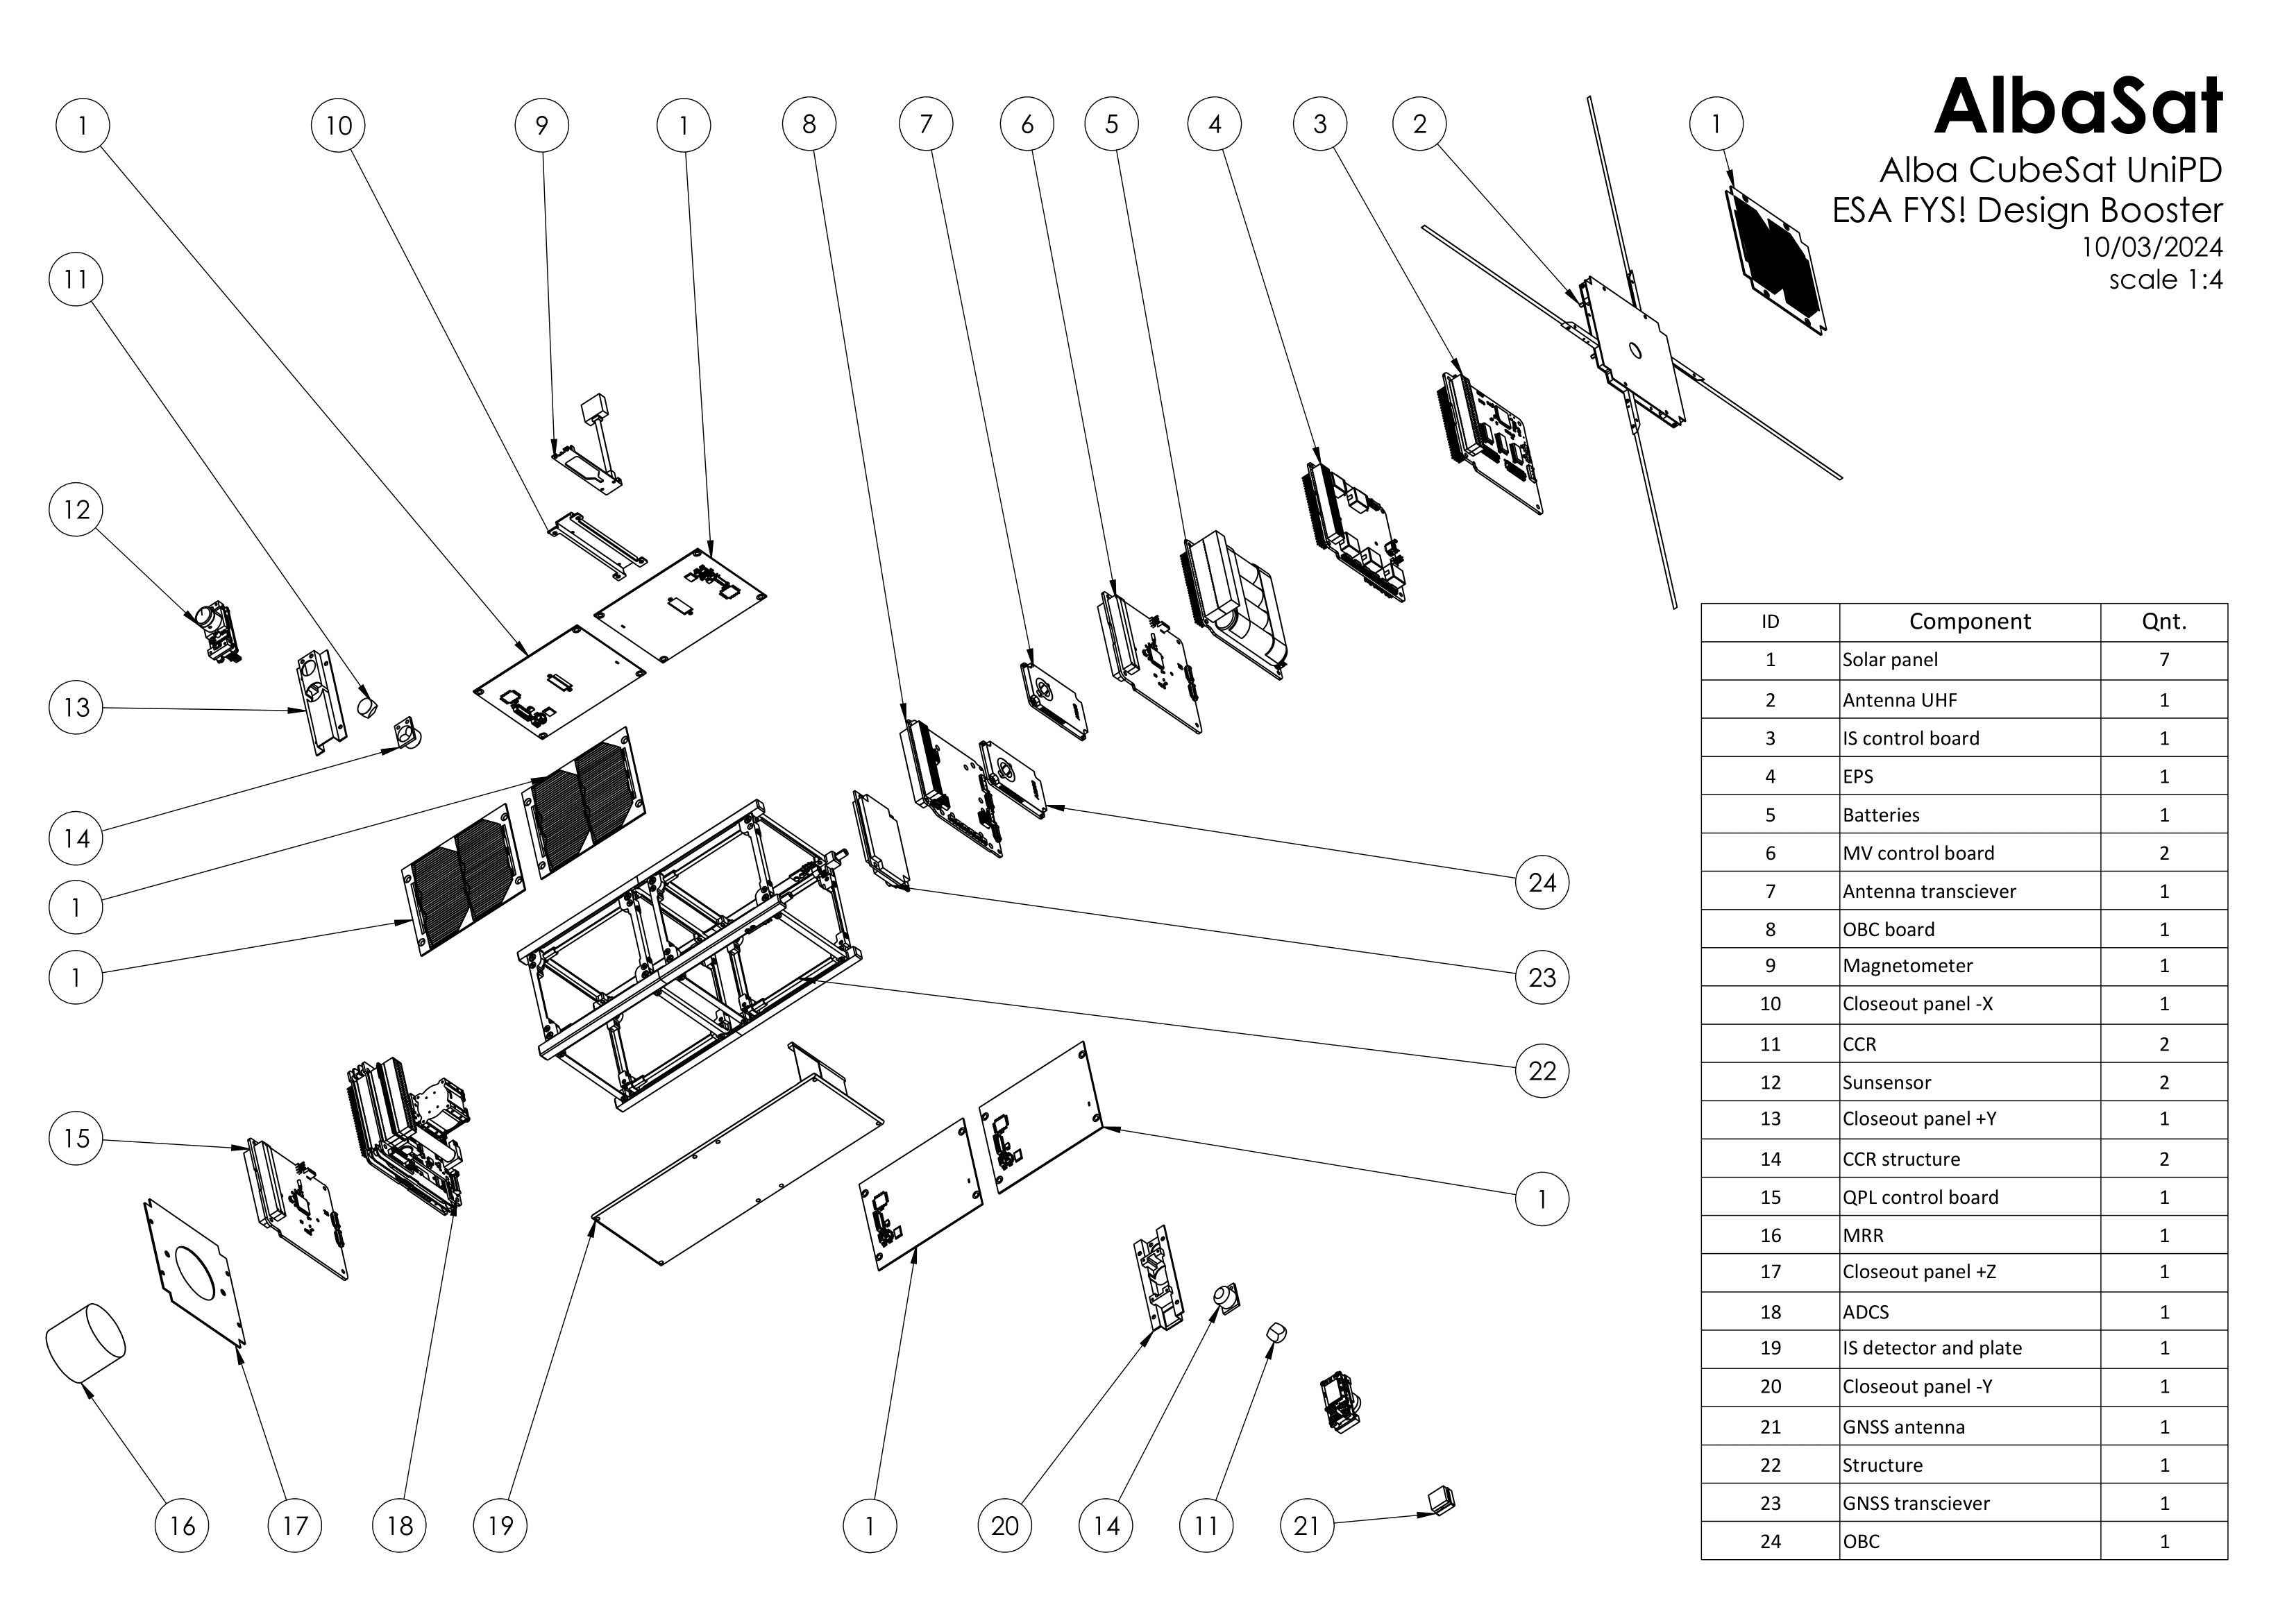 1 10 9 1 8 7 6 5 4 3 2 1
AlbaSat
Alba CubeSat UniPD
ESA FYS! Design Booster
10/03/2024
scale 1:4
11
12
13
14
1
1
15
24
23
22
1
16 17 18 19 1 20 14 11 21
ID Component Qnt.
1 Solar panel 7
2 Antenna UHF 1
3 IS control board 1
4 EPS 1
5 Batteries 1
6 MV control board 2
7 Antenna transciever 1
8 OBC board 1
9 Magnetometer 1
10 Closeout panel -X 1
11 CCR 2
12 Sunsensor 2
13 Closeout panel +Y 1
14 CCR structure 2
15 QPL control board 1
16 MRR 1
17 Closeout panel +Z 1
18 ADCS 1
19 IS detector and plate 1
20 Closeout panel -Y 1
21 GNSS antenna 1
22 Structure 1
23 GNSS transciever 1
24 OBC 1